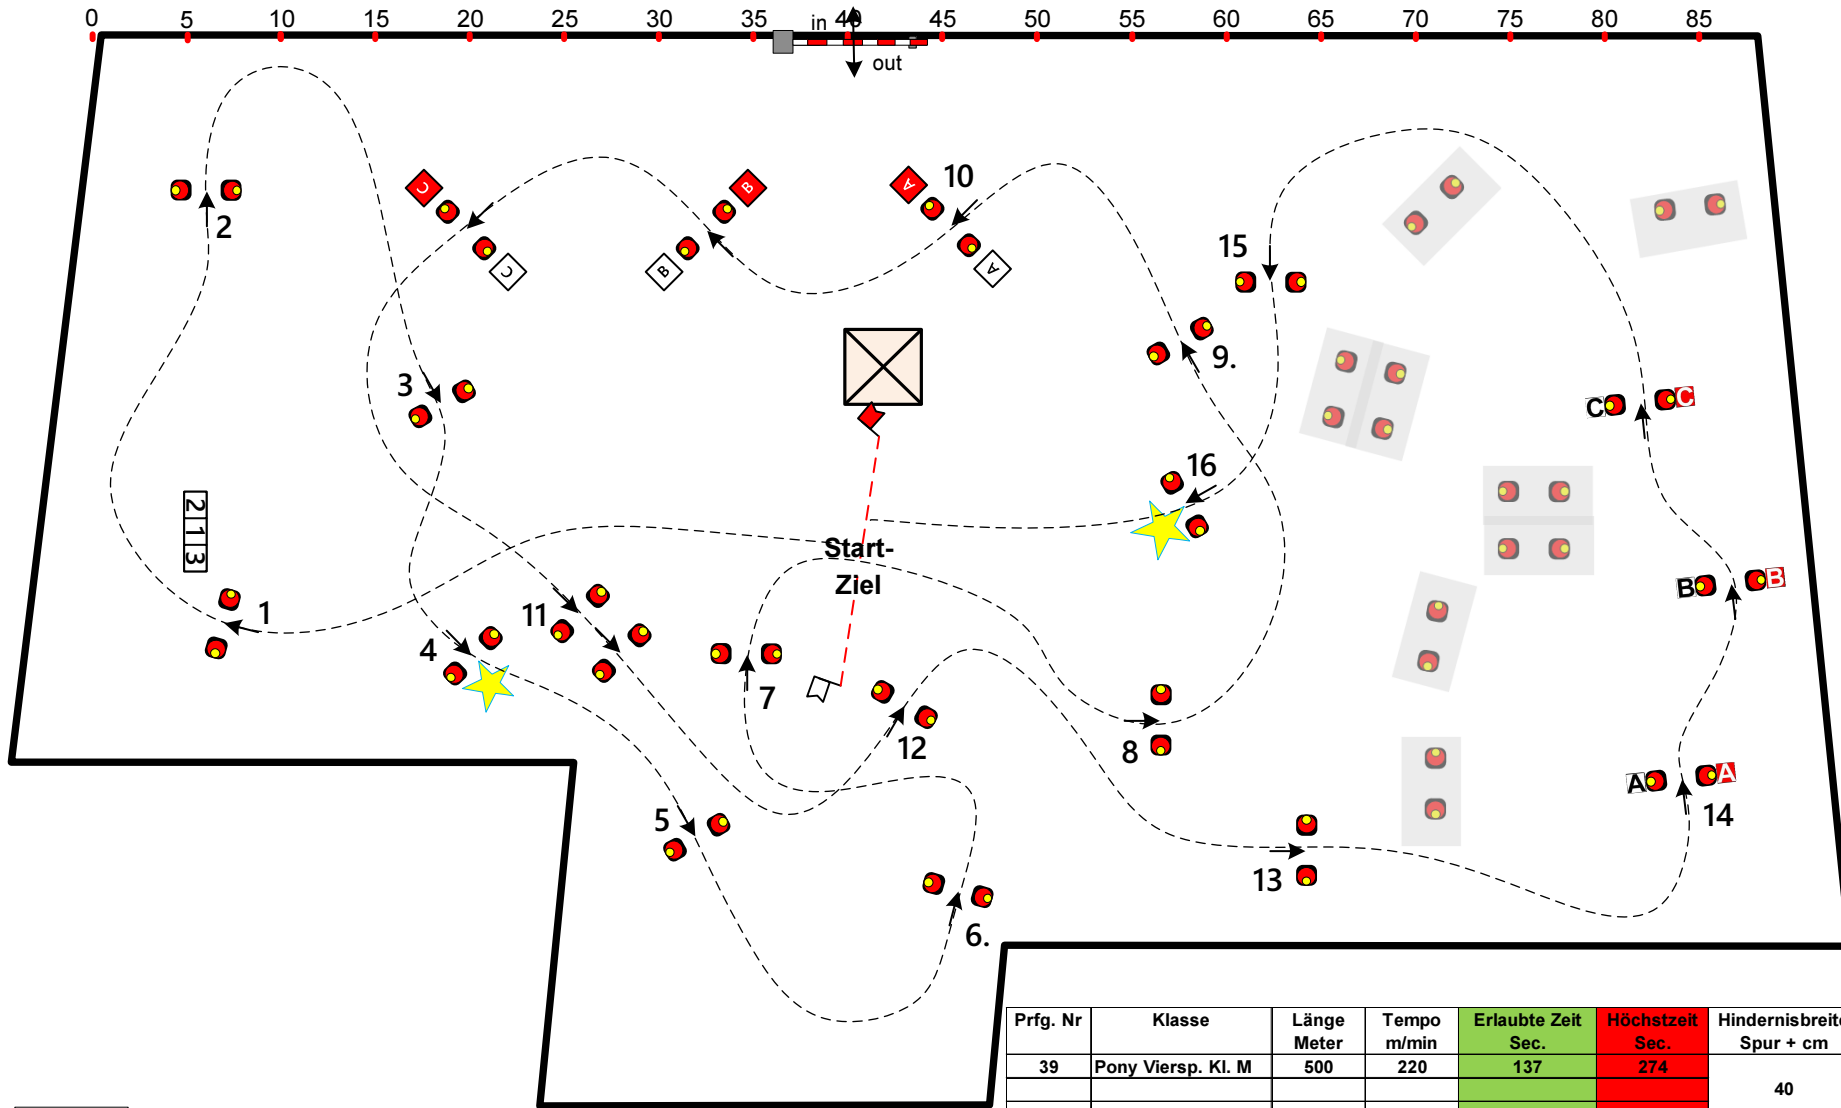 0 5 10 15 20 25 30 35 40 45 50 55 60 65 70 75 80 85
in
out
2
C
B
A
10
15
C
B
A
3
9.
C
C
16
2 1 3
Start-
Ziel
B
B
1
11
4
7
12
8
A
A
14
5
13
6.
Prfg. Nr Klasse Länge Meter Tempo m/min Erlaubte Zeit Sec. Höchstzeit Sec. Hindernisbreite Spur + cm
39 Pony Viersp. Kl. M 500 220 137 274
40